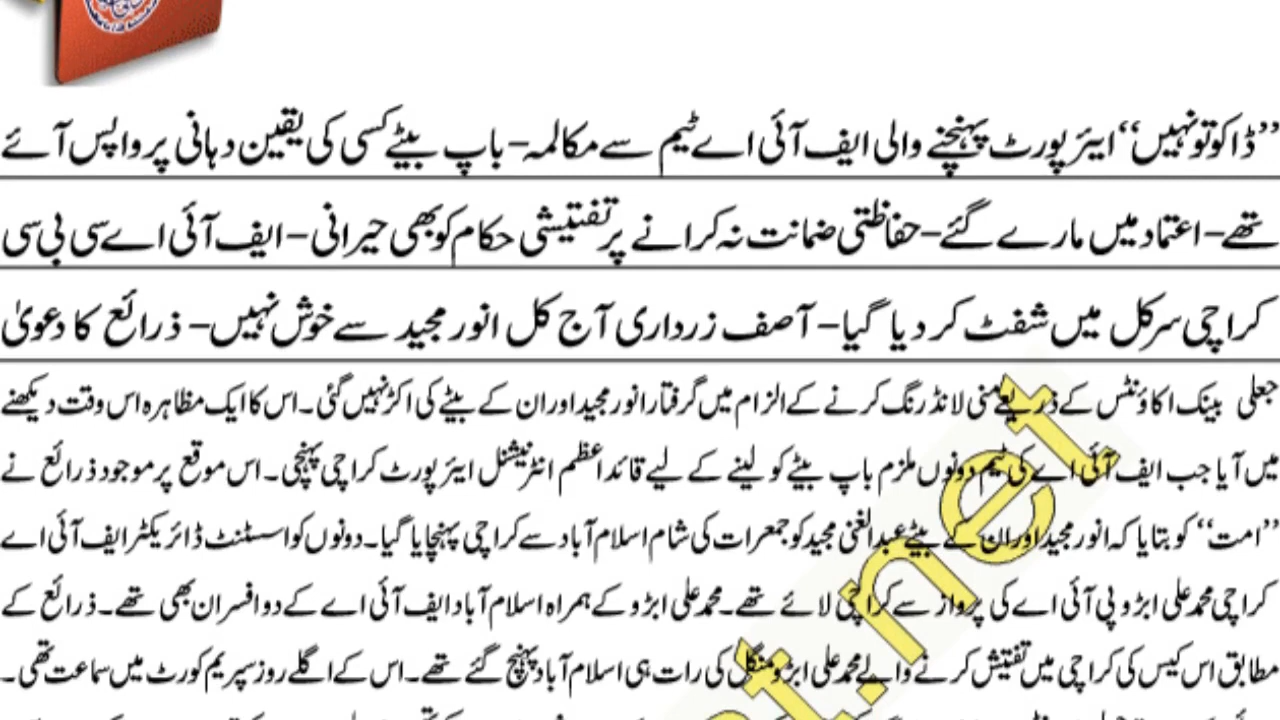 ’’ڈاکو تو نہیں‘‘ ایئرپورٹ پہنچنے والی ایف آئی اے ٹیم سے مکالمہ- باپ بیٹے کسی کی یقین دہانی پر واپس آئے
تھے- اعتماد میں مارے گئے- حفاظتی ضمانت نہ کرانے پر تفتیشی حکام کو بھی حیرانی- ایف آئی اے سی بی سی
کراچی سرکل میں شفٹ کر دیا گیا- آصف زرداری آج کل انور مجید سے خوش نہیں- ذرائع کا دعویٰ
جعلی بینک اکاؤنٹس کے ذریعے منی لانڈرنگ کرنے کے الزام میں گرفتار انور مجید اور ان کے بیٹے کی اکڑ نہیں گئی۔ اس کا ایک مظاہرہ اس وقت دیکھنے
میں آیا جب ایف آئی اے کی ٹیم دونوں ملزم باپ بیٹے کو لینے کے لیے قائد اعظم انٹرنیشنل ایئرپورٹ کراچی پہنچی۔ اس موقع پر موجود ذرائع نے
’’امت‘‘ کو بتایا کہ انور مجید اور ان کے بیٹے عبدالغنی مجید کو جمعرات کی شام اسلام آباد سے کراچی پہنچایا گیا۔ دونوں کو اسسٹنٹ ڈائریکٹر ایف آئی اے
کراچی محمد علی ابڑو پی آئی اے کی پرواز سے کراچی لائے تھے۔ محمد علی ابڑو کے ہمراہ اسلام آباد ایف آئی اے کے دو افسران بھی تھے۔ ذرائع کے
مطابق اس کیس کی کراچی میں تفتیش کرنے والے محمد علی ابڑو منگل کی رات ہی اسلام آباد پہنچ گئے تھے۔ اس کے اگلے روز سپریم کورٹ میں سماعت تھی۔
et.net